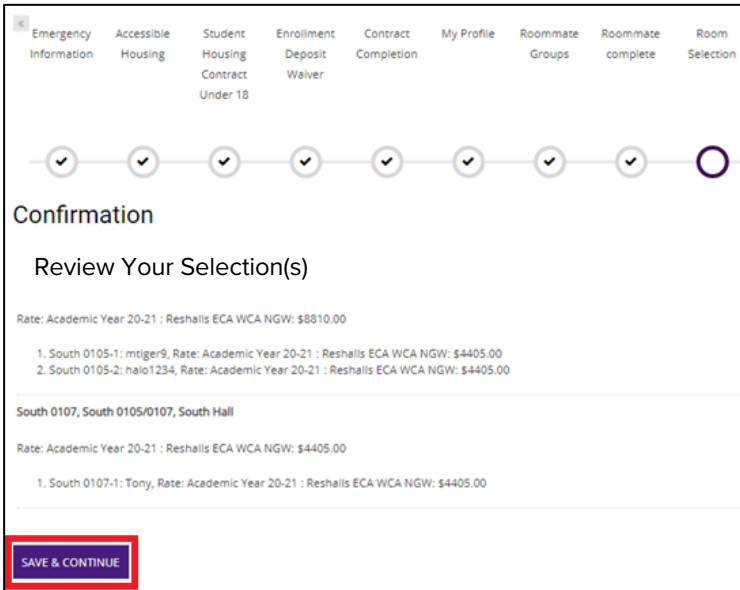 «
Emergency Information
Accessible Housing
Student Housing Contract Under 18
Enrollment Deposit Waiver
Contract Completion
My Profile
Roommate Groups
Roommate complete
Room Selection
Confirmation
Review Your Selection(s)
Rate: Academic Year 20-21 : Reshalls ECA WCA NGW: $8810.00
1. South 0105-1: mtiger9, Rate: Academic Year 20-21 : Reshalls ECA WCA NGW: $4405.00
2. South 0105-2: halo1234, Rate: Academic Year 20-21 : Reshalls ECA WCA NGW: $4405.00
South 0107, South 0105/0107, South Hall
Rate: Academic Year 20-21 : Reshalls ECA WCA NGW: $4405.00
1. South 0107-1: Tony, Rate: Academic Year 20-21 : Reshalls ECA WCA NGW: $4405.00
SAVE & CONTINUE